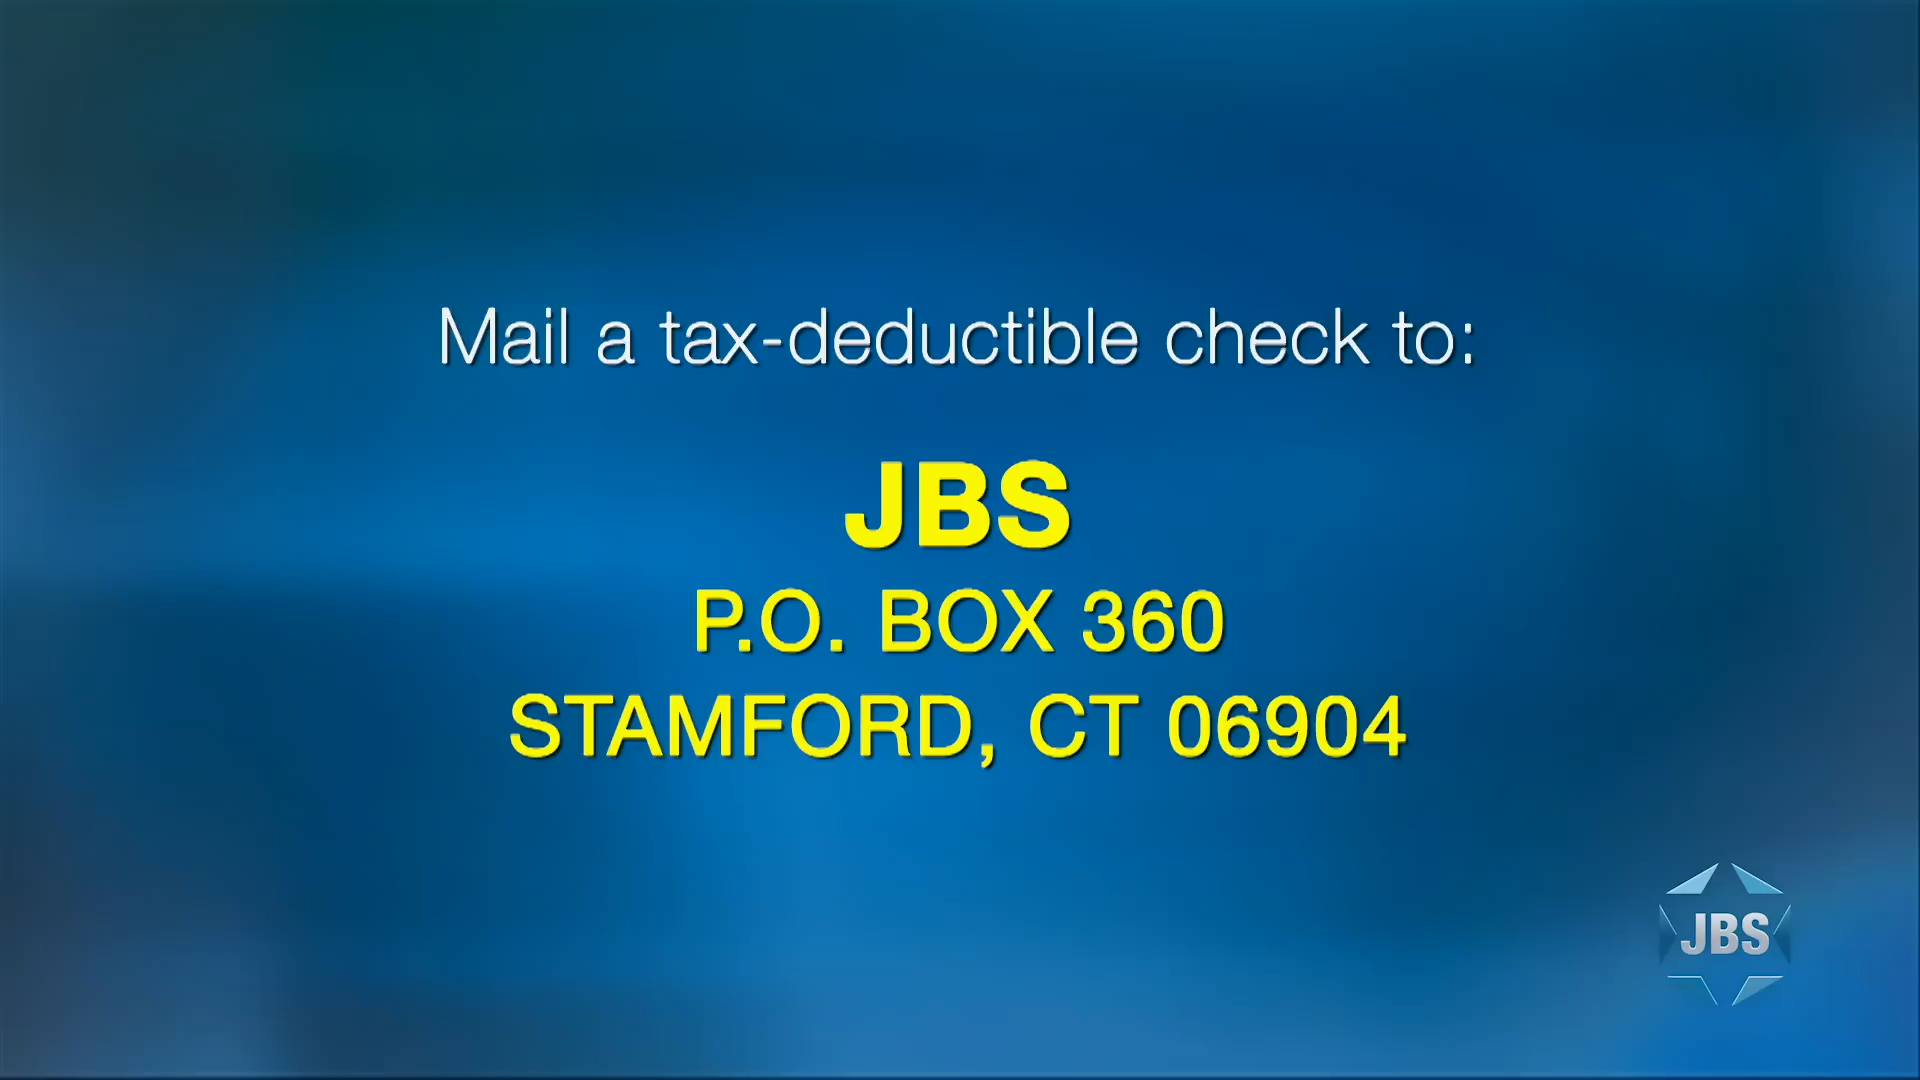 Mail a tax-deductible check to:
JBS
P.O. BOX 360
STAMFORD, CT 06904
JBS